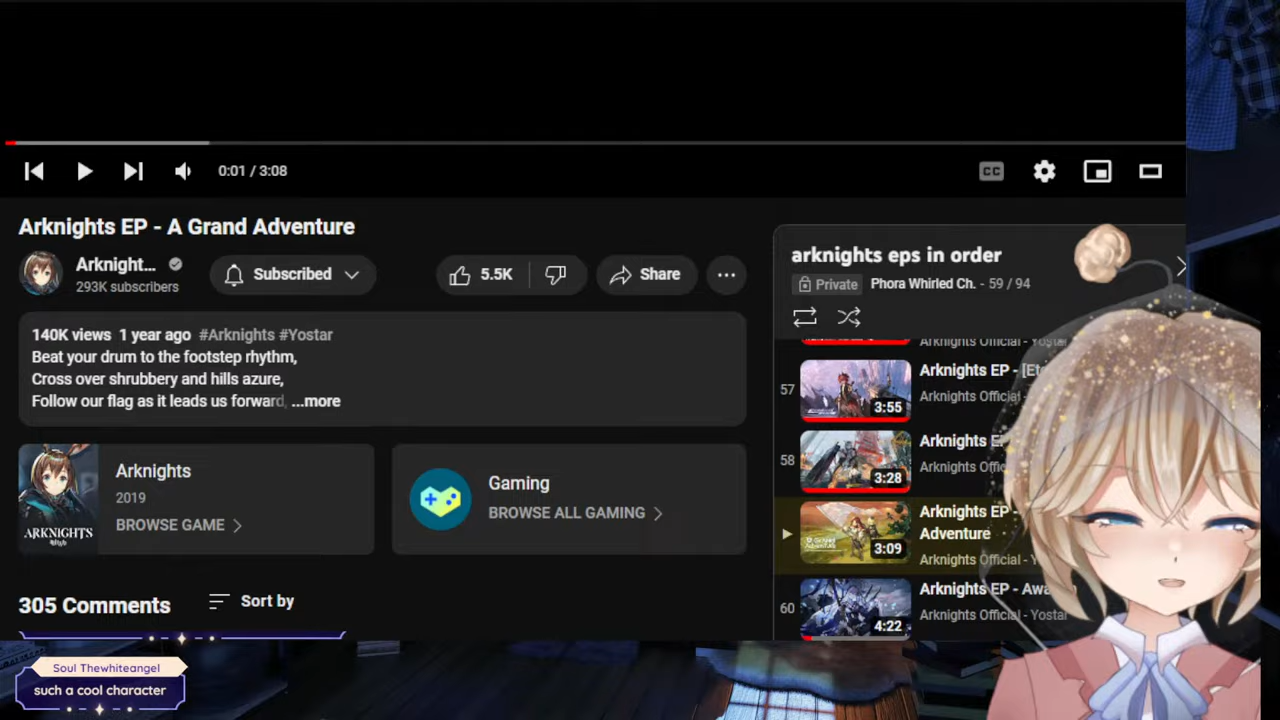 CC
0:01 / 3:08
Arknights EP - A Grand Adventure
Arknight...
293K subscribers
Subscribed
5.5K
Share
140K views 1 year ago #Arknights #Yostar
Beat your drum to the footstep rhythm,
Cross over shrubbery and hills azure,
Follow our flag as it leads us forward, ...more
Arknights
2019
BROWSE GAME
ARKNIGHTS
Gaming
BROWSE ALL GAMING
305 Comments
Sort by
arknights eps in order
Private
Phora Whirled Ch. - 59 / 94
Arknights Official - Yostar
57
3:55
Arknights EP - [Et
Arknights Official
58
3:28
Arknights E
Arknights Offic
3:09
Arknights EP -
Adventure
Arknights Official - Y
60
4:22
Arknights EP - Awa
Arknights Official - Yostar
Soul Thewhiteangel
such a cool character